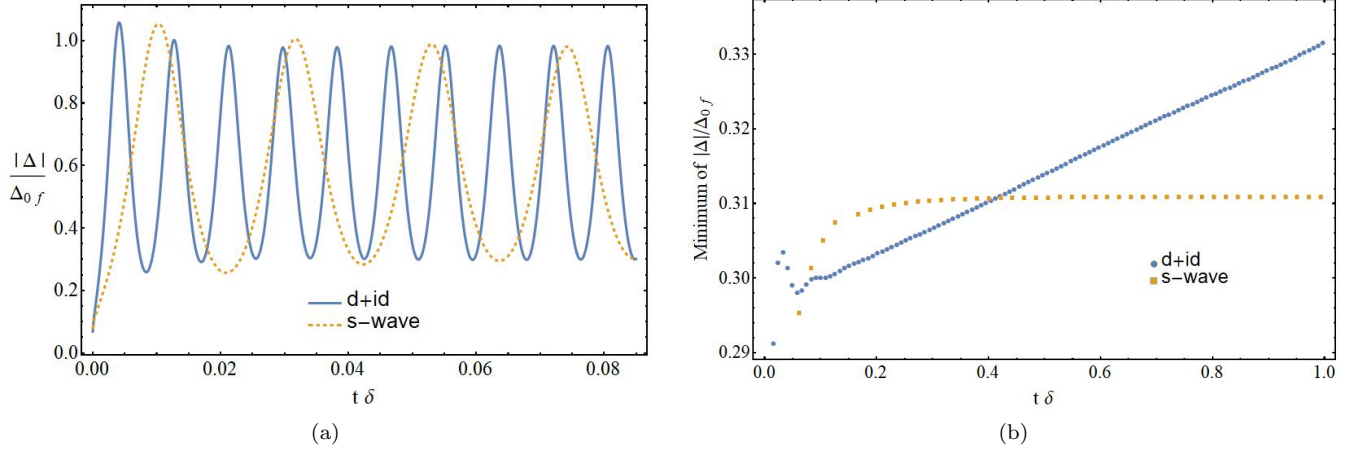 1.0
0.8
0.6
0.4
0.2
0.0
|Δ|
Δ0 f
d+id
s-wave
0.00 0.02 0.04 0.06 0.08
t δ
(a)
Minimum of |Δ|/Δ0 f
0.33
0.32
0.31
0.30
0.29
d+id
s-wave
0.0 0.2 0.4 0.6 0.8 1.0
t δ
(b)